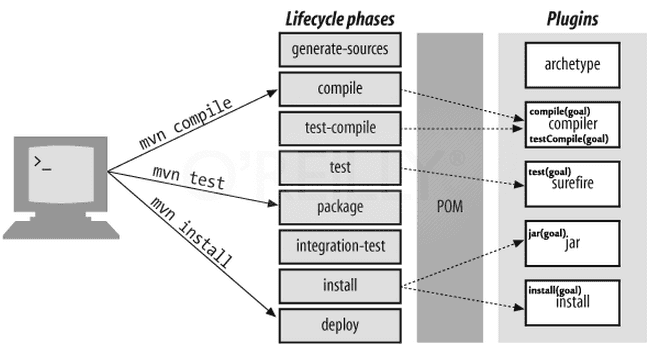 Lifecycle phases
Plugins
generate-sources
compile
test-compile
test
package
integration-test
install
deploy
>_
mvn compile
mvn test
mvn install
O'REILLY®
POM
archetype
compile(goal)
compiler
testCompile(goal)
test(goal)
surefire
jar(goal)
jar
install(goal)
install